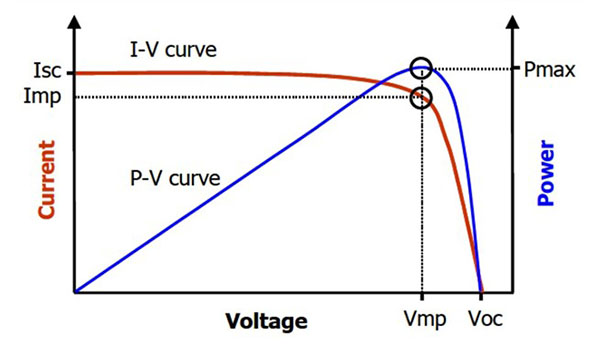 I-V curve
Isc
Pmax
Imp
P-V curve
Current
Power
Voltage
Vmp
Voc